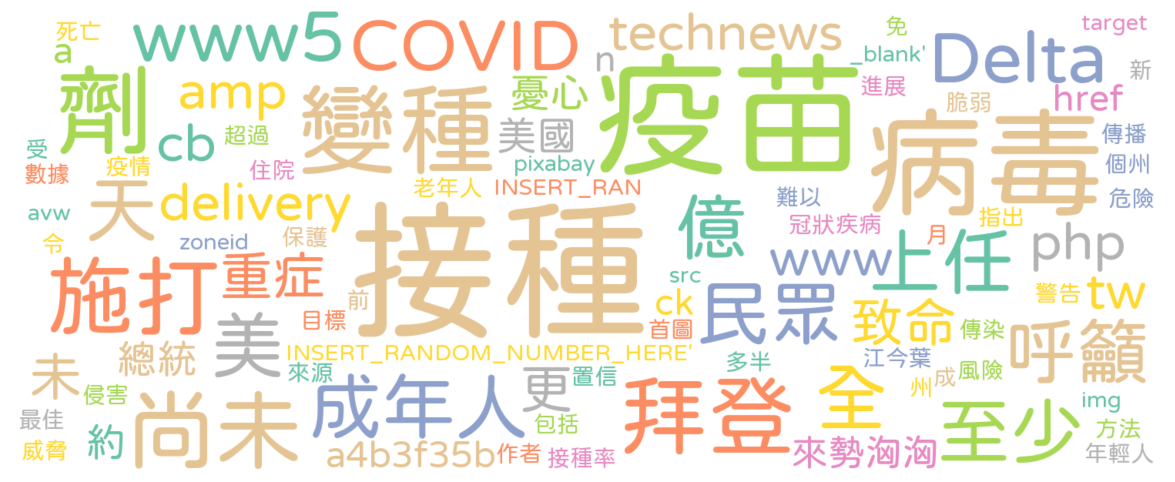 死亡
a
www5
COVID
technews
n
免
_blank'
Delta
target
新
劑
amp
變種
憂心
疫苗
進展
脆弱
href
受
數據
疫情
cb
超過
住院
美國
pixabay
病毒
傳播
個州
avw
天
delivery
老年人
INSERT_RAN
億
難以
冠狀疾病
指出
危險
令
zoneid
保護
接種
src
www
上任
月
php
施打
重症
前
目標
ck
首圖
民眾
致命
傳染
警告
tw
未
總統
美
來源
INSERT_RANDOM_NUMBER_HERE'
多半
江今葉
州
成
風險
呼籲
最佳
侵害
尚未
成年人
更
置信
包括
拜登
全
至少
img
方法
威脅
約
a4b3f35b
作者
接種率
來勢洶洶
年輕人